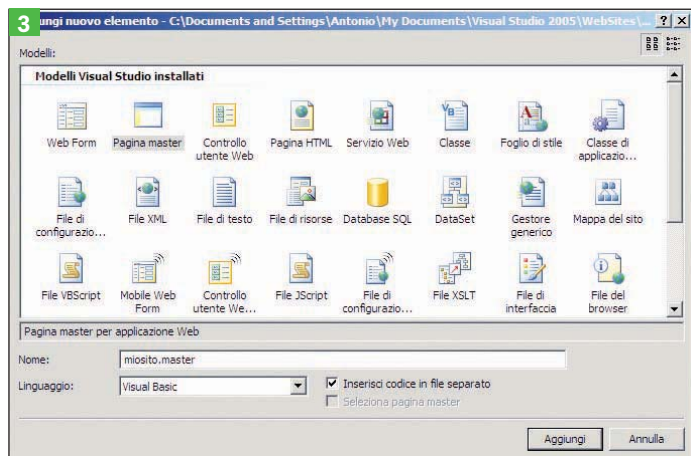 3
ungi nuovo elemento - C:\Documents and Settings\Antonio\My Documents\Visual Studio 2005\WebSites\...
Modelli:
Modelli Visual Studio installati
Web Form
Pagina master
Controllo utente Web
Pagina HTML
Servizio Web
Classe
Foglio di stile
Classe di applicazio...
File di configurazio...
File XML
File di testo
File di risorse
Database SQL
DataSet
Gestore generico
Mappa del sito
File VBScript
Mobile Web Form
Controllo utente We...
File JScript
File di configurazio...
File XSLT
File di interfaccia
File del browser
Pagina master per applicazione Web
Nome:
miosito.master
Linguaggio:
Visual Basic
Inserisci codice in file separato
Seleziona pagina master
Aggiungi
Annulla